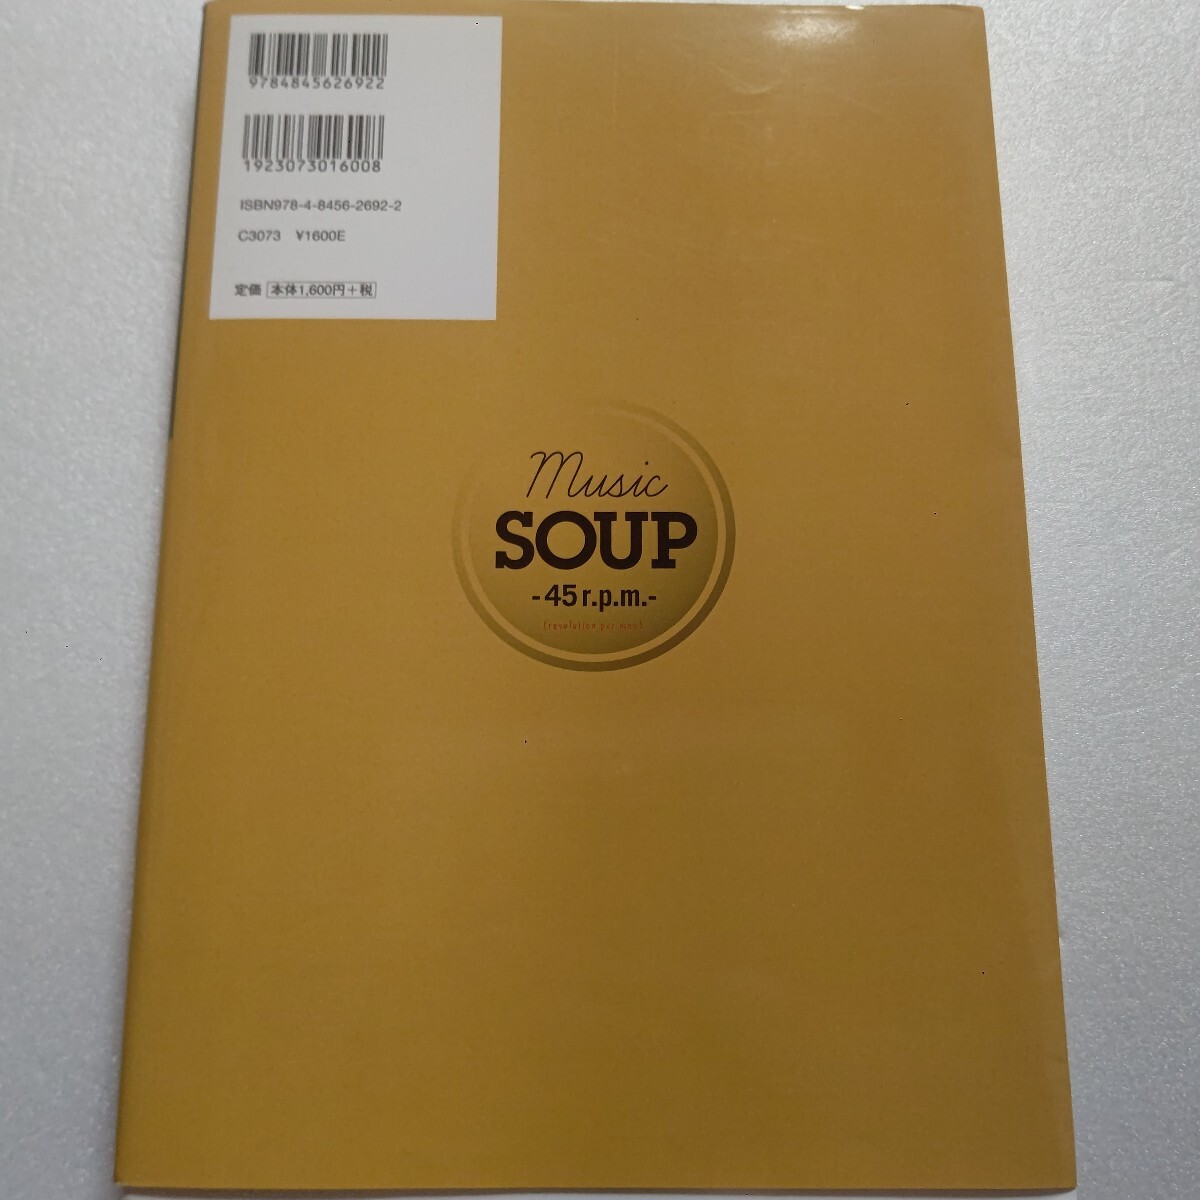 9784845626922
1923073016008
ISBN978-4-8456-2692-2
C3073 ¥1600E
定価 本体1,600円+税
Music
SOUP
-45r.p.m.-